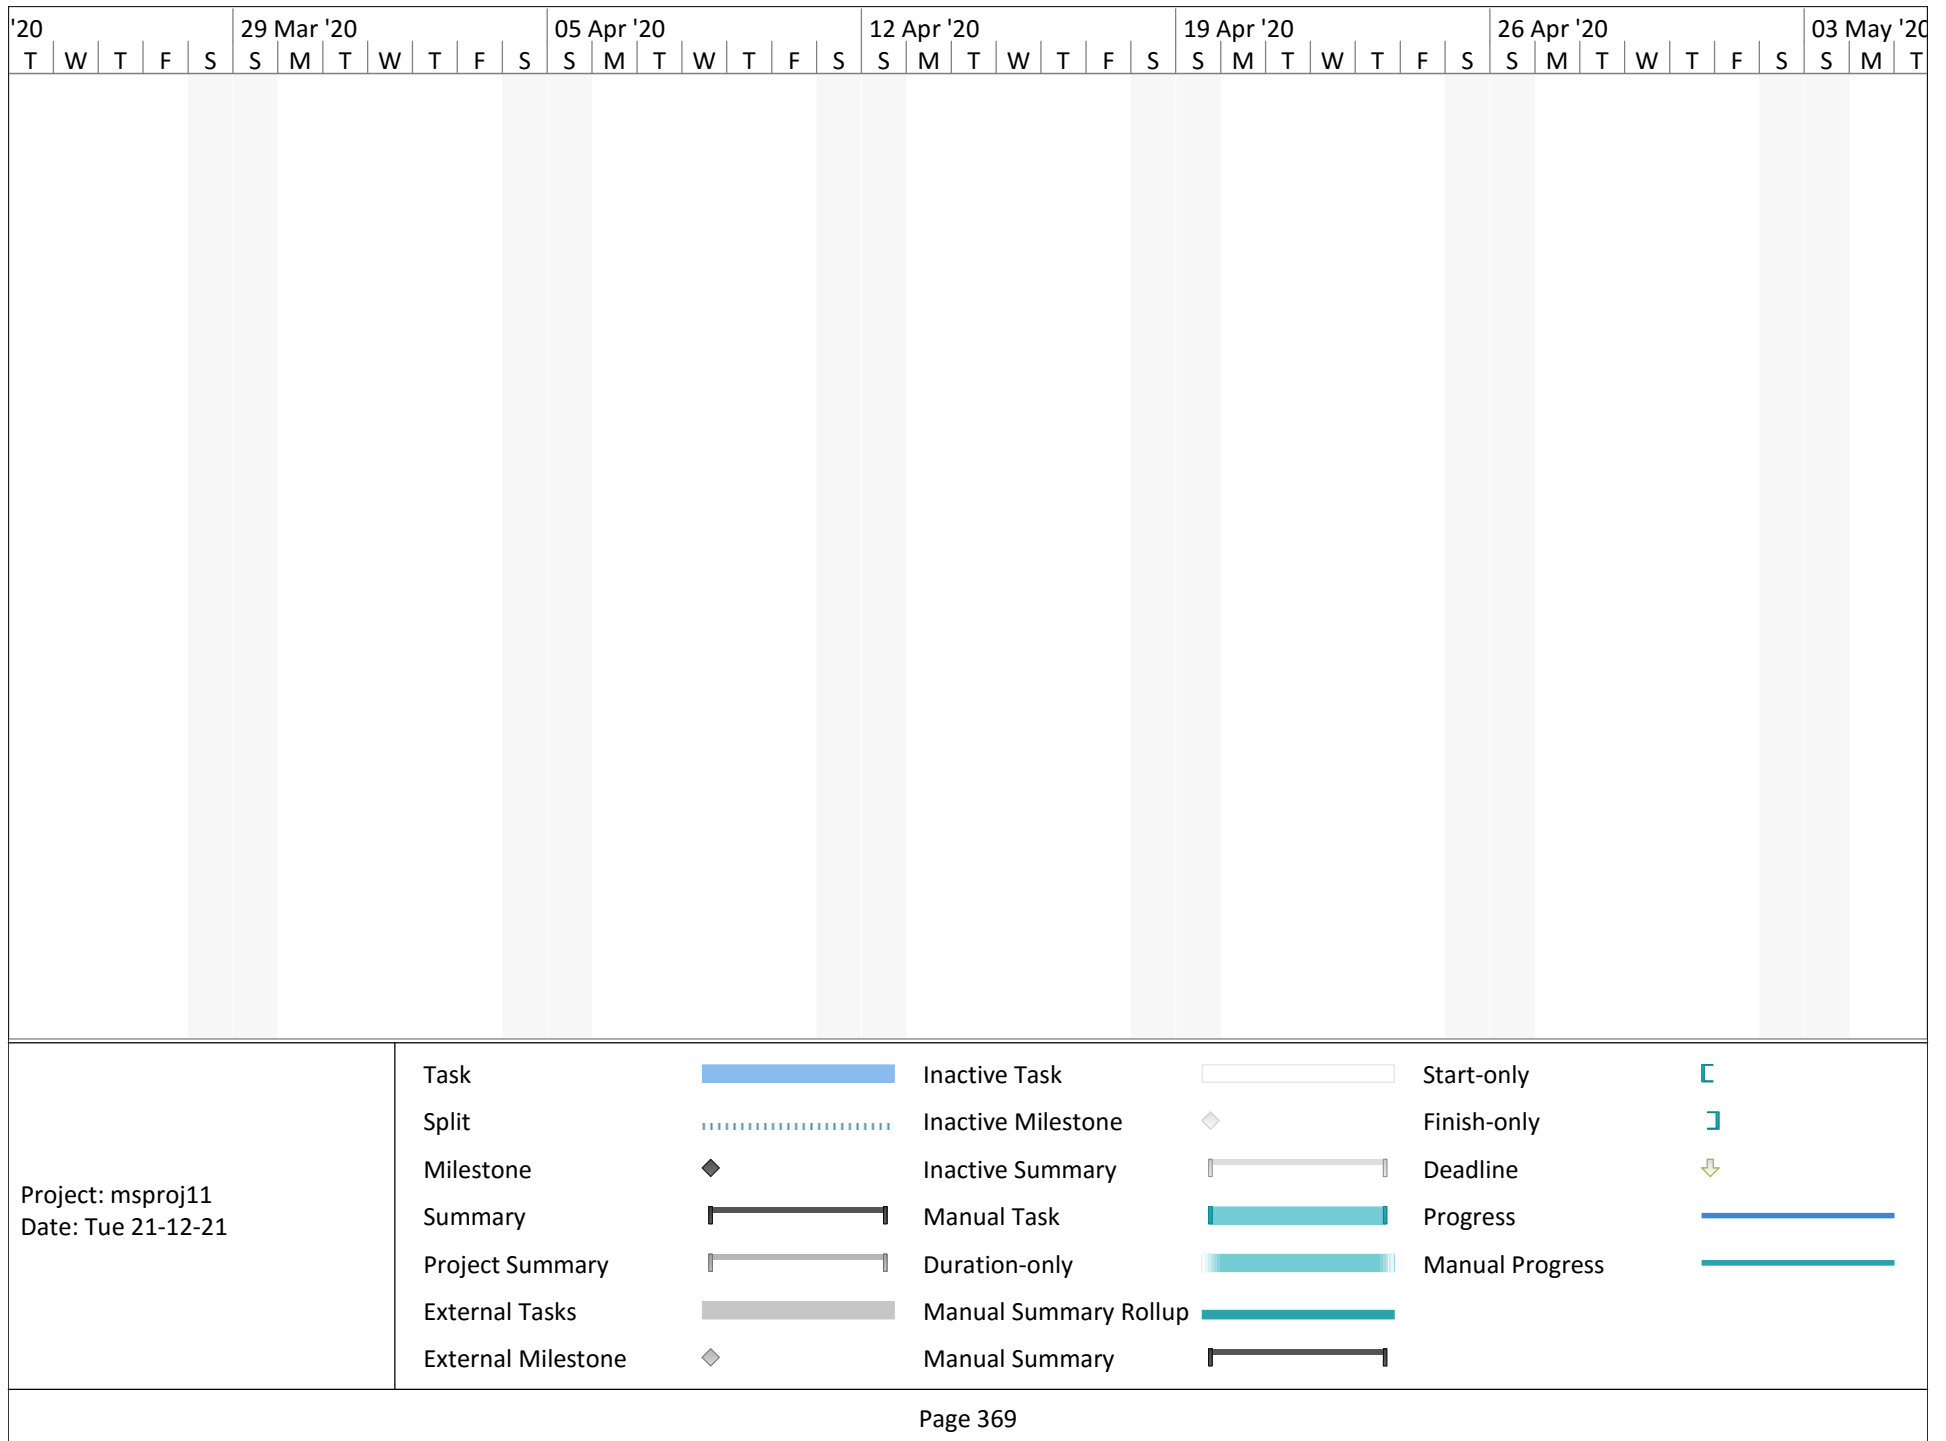 '20 29 Mar '20 05 Apr '20 12 Apr '20 19 Apr '20 26 Apr '20 03 May '20
T W T F S S M T W T F S S M T W T F S S M T W T F S S M T W T F S S M T W T F S S M T
Task Inactive Task Start-only
Split Inactive Milestone Finish-only
Milestone Inactive Summary Deadline
Project: msproj11
Date: Tue 21-12-21
Summary Manual Task Progress
Project Summary Duration-only Manual Progress
External Tasks Manual Summary Rollup
External Milestone Manual Summary
Page 369